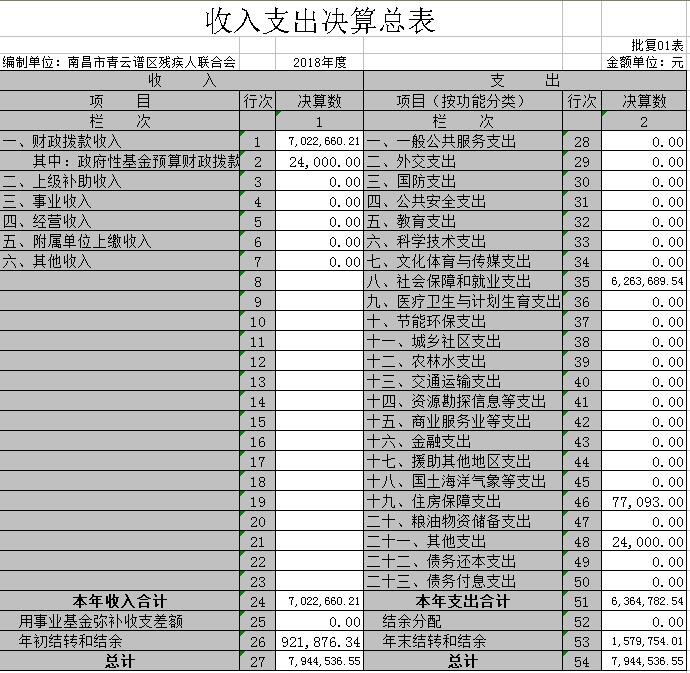 收入支出决算总表
批复01表
编制单位：南昌市青云谱区残疾人联合会 2018年度 金额单位：元
收 入 支 出
项 目 行次 决算数 项目（按功能分类） 行次 决算数
栏 次 1 栏 次 2
一、财政拨款收入 1 7,022,660.21 一、一般公共服务支出 28 0.00
其中：政府性基金预算财政拨款 2 24,000.00 二、外交支出 29 0.00
二、上级补助收入 3 0.00 三、国防支出 30 0.00
三、事业收入 4 0.00 四、公共安全支出 31 0.00
四、经营收入 5 0.00 五、教育支出 32 0.00
五、附属单位上缴收入 6 0.00 六、科学技术支出 33 0.00
六、其他收入 7 0.00 七、文化体育与传媒支出 34 0.00
8 八、社会保障和就业支出 35 6,263,689.54
9 九、医疗卫生与计划生育支出 36 0.00
10 十、节能环保支出 37 0.00
11 十一、城乡社区支出 38 0.00
12 十二、农林水支出 39 0.00
13 十三、交通运输支出 40 0.00
14 十四、资源勘探信息等支出 41 0.00
15 十五、商业服务业等支出 42 0.00
16 十六、金融支出 43 0.00
17 十七、援助其他地区支出 44 0.00
18 十八、国土海洋气象等支出 45 0.00
19 十九、住房保障支出 46 77,093.00
20 二十、粮油物资储备支出 47 0.00
21 二十一、其他支出 48 24,000.00
22 二十二、债务还本支出 49 0.00
23 二十三、债务付息支出 50 0.00
本年收入合计 24 7,022,660.21 本年支出合计 51 6,364,782.54
用事业基金弥补收支差额 25 0.00 结余分配 52 0.00
年初结转和结余 26 921,876.34 年末结转和结余 53 1,579,754.01
总计 27 7,944,536.55 总计 54 7,944,536.55